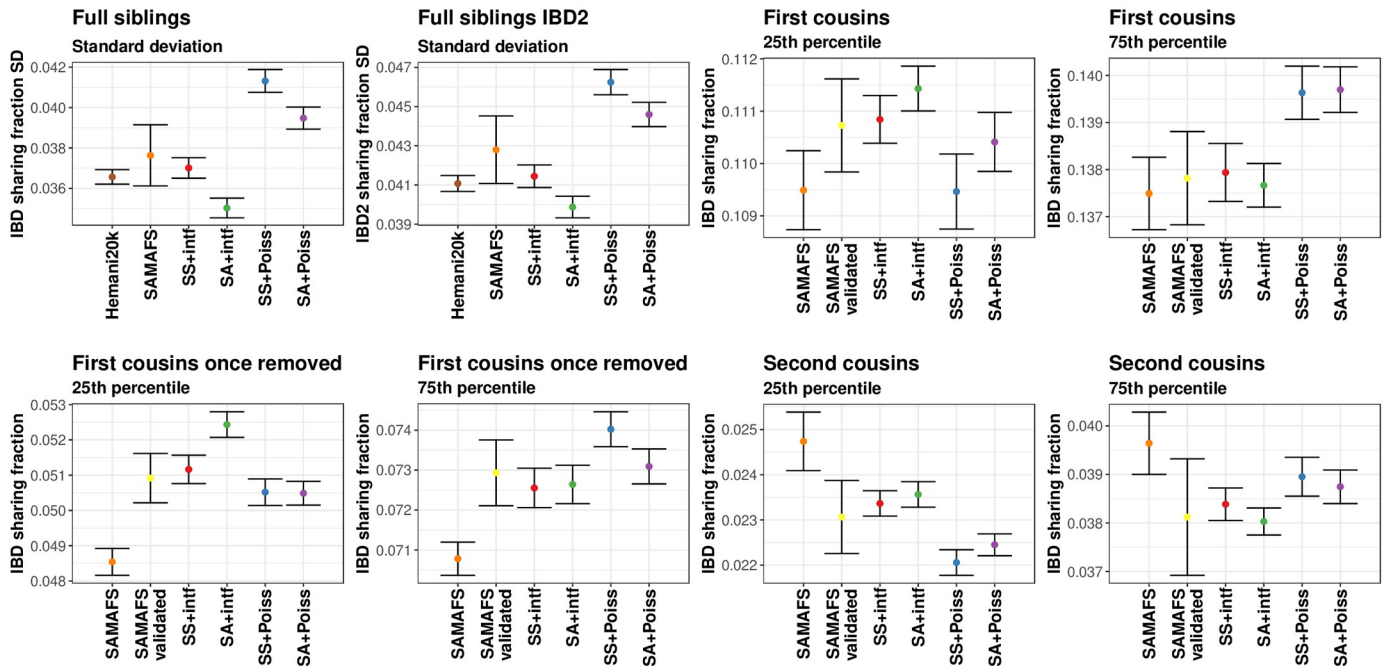 Full siblings
Standard deviation
IBD sharing fraction SD
0.042
0.040
0.038
0.036
Hemani20k
SAMAFS
SS+intf
SA+intf
SS+Poiss
SA+Poiss
Full siblings IBD2
Standard deviation
IBD2 sharing fraction SD
0.047
0.045
0.043
0.041
0.039
Hemani20k
SAMAFS
SS+intf
SA+intf
SS+Poiss
SA+Poiss
First cousins
25th percentile
IBD sharing fraction
0.112
0.111
0.110
0.109
SAMAFS
SAMAFS
validated
SS+intf
SA+intf
SS+Poiss
SA+Poiss
First cousins
75th percentile
IBD sharing fraction
0.140
0.139
0.138
0.137
SAMAFS
SAMAFS
validated
SS+intf
SA+intf
SS+Poiss
SA+Poiss
First cousins once removed
25th percentile
IBD sharing fraction
0.053
0.052
0.051
0.050
0.049
0.048
SAMAFS
SAMAFS
validated
SS+intf
SA+intf
SS+Poiss
SA+Poiss
First cousins once removed
75th percentile
IBD sharing fraction
0.074
0.073
0.072
0.071
SAMAFS
SAMAFS
validated
SS+intf
SA+intf
SS+Poiss
SA+Poiss
Second cousins
25th percentile
IBD sharing fraction
0.025
0.024
0.023
0.022
SAMAFS
SAMAFS
validated
SS+intf
SA+intf
SS+Poiss
SA+Poiss
Second cousins
75th percentile
IBD sharing fraction
0.040
0.039
0.038
0.037
SAMAFS
SAMAFS
validated
SS+intf
SA+intf
SS+Poiss
SA+Poiss